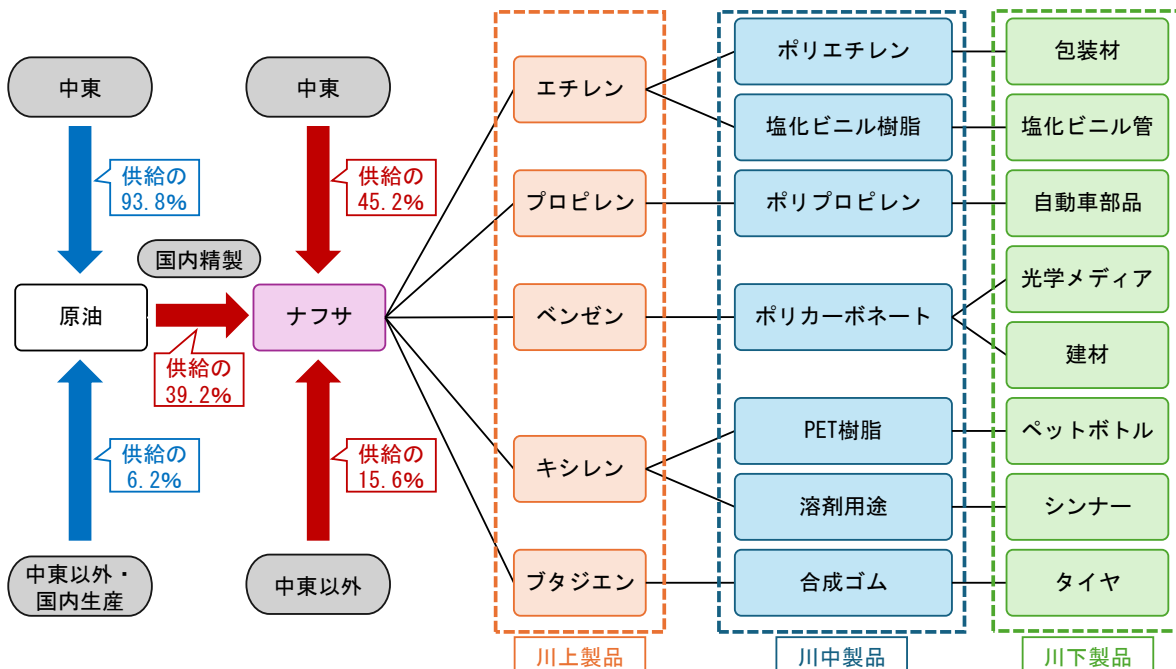 中東
中東
供給の
93.8%
供給の
45.2%
国内精製
原油
ナフサ
供給の
39.2%
供給の
6.2%
供給の
15.6%
中東以外・
国内生産
中東以外
エチレン
プロピレン
ベンゼン
キシレン
ブタジエン
川上製品
ポリエチレン
塩化ビニル樹脂
ポリプロピレン
ポリカーボネート
PET樹脂
溶剤用途
合成ゴム
川中製品
包装材
塩化ビニル管
自動車部品
光学メディア
建材
ペットボトル
シンナー
タイヤ
川下製品